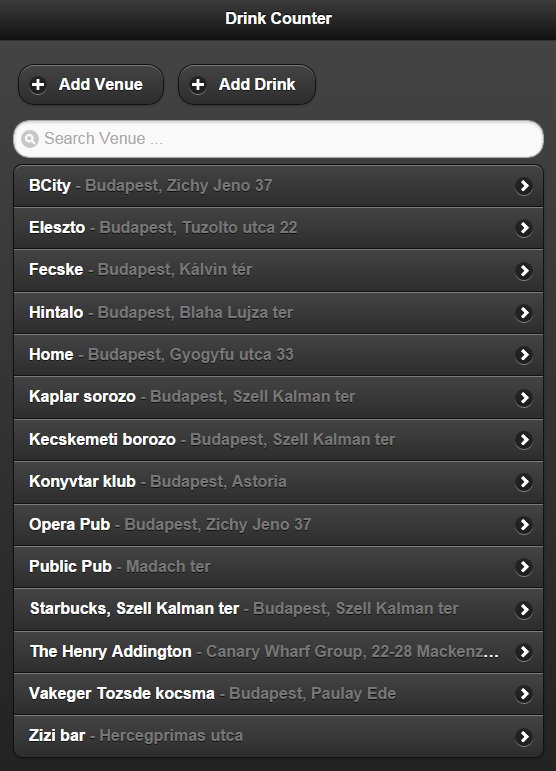 Drink Counter
Add Venue Add Drink
Search Venue ...
BCity - Budapest, Zichy Jeno 37
Eleszto - Budapest, Tuzolto utca 22
Fecske - Budapest, Kálvin tér
Hintalo - Budapest, Blaha Lujza ter
Home - Budapest, Gyogyfu utca 33
Kaplar sorozo - Budapest, Szell Kalman ter
Kecskemeti borozo - Budapest, Szell Kalman ter
Konyvtar klub - Budapest, Astoria
Opera Pub - Budapest, Zichy Jeno 37
Public Pub - Madach ter
Starbucks, Szell Kalman ter - Budapest, Szell Kalman ter
The Henry Addington - Canary Wharf Group, 22-28 Mackenz...
Vakeger Tozsde kocsma - Budapest, Paulay Ede
Zizi bar - Hercegprimas utca